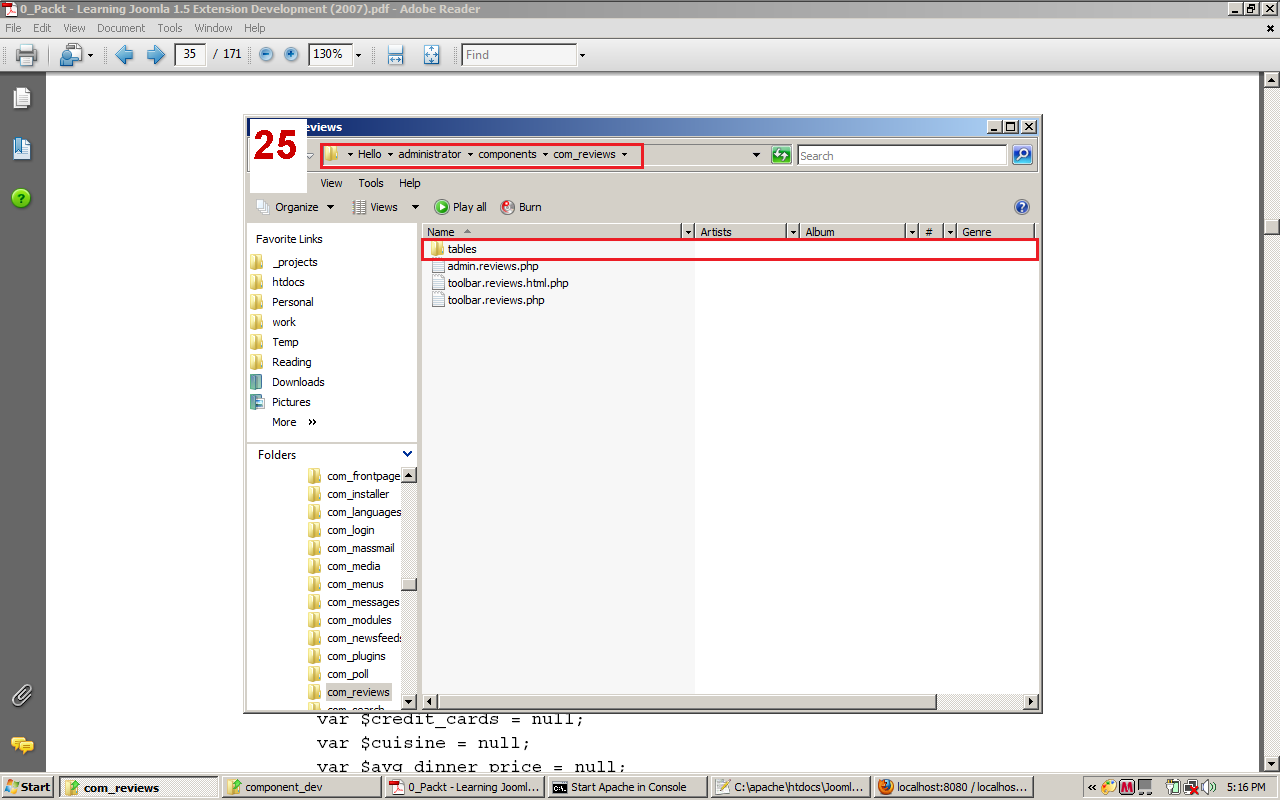 0_Packt - Learning Joomla 1.5 Extension Development (2007).pdf - Adobe Reader
File Edit View Document Tools Window Help
35 / 171 130% Find
eviews
25
Hello administrator components com_reviews Search
View Tools Help
Organize Views Play all Burn
Favorite Links
_projects
htdocs
Personal
work
Temp
Reading
Downloads
Pictures
More »
Folders
com_frontpage
com_installer
com_languages
com_login
com_massmail
com_media
com_menus
com_messages
com_modules
com_newsfeeds
com_plugins
com_poll
com_reviews
com_search
Name Artists Album # Genre
tables
admin.reviews.php
toolbar.reviews.html.php
toolbar.reviews.php
var $credit_cards = null;
var $cuisine = null;
var $avg_dinner_price = null;
Start com_reviews component_dev 0_Packt - Learning Jooml... Start Apache in Console C:\apache\htdocs\Jooml... localhost:8080 / localhos... « 5:16 PM